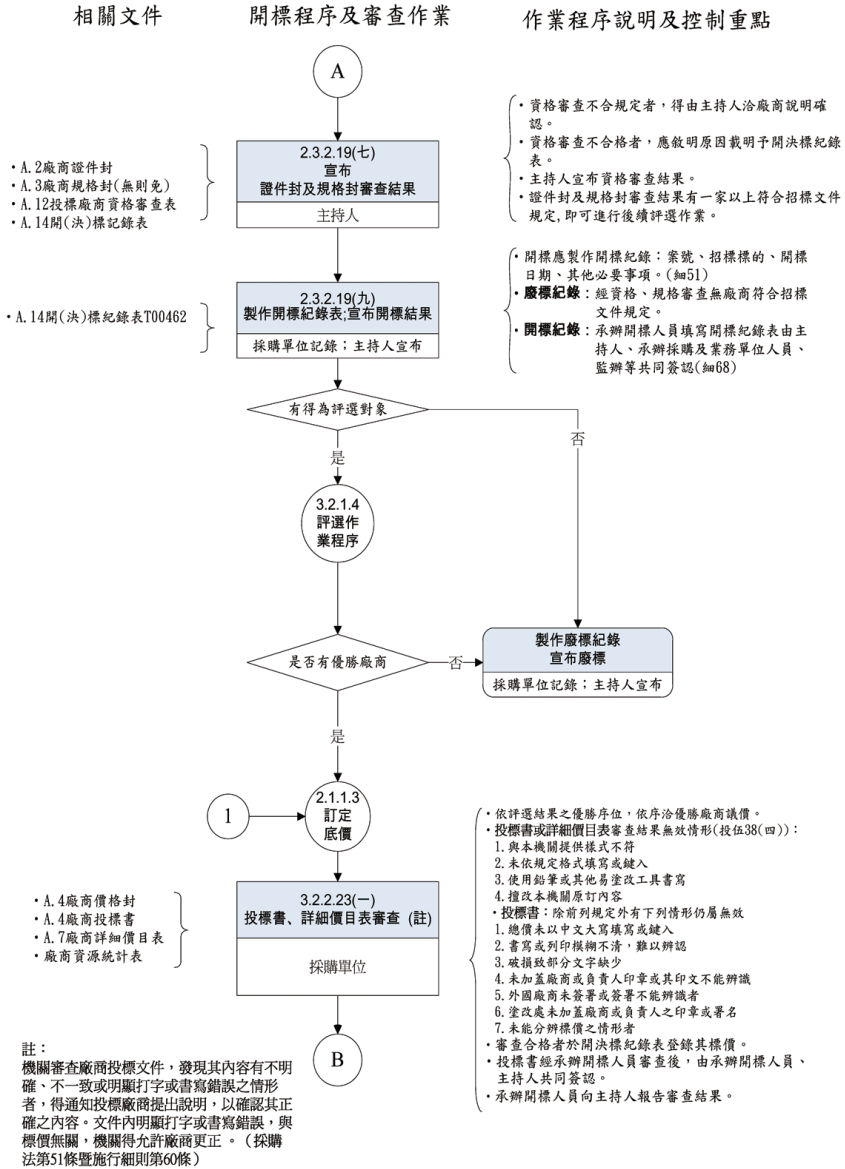 相關文件
開標程序及審查作業
作業程序說明及控制重點
A
・A.2廠商證件封
・A.3廠商規格封(無則免)
・A.12投標廠商資格審查表
・A.14開(決)標記錄表
2.3.2.19(七)
宣布
證件封及規格封審查結果
主持人
・資格審查不合規定者，得由主持人洽廠商說明確
認。
・資格審查不合格者，應敘明原因載明予開決標紀錄
表。
・主持人宣布資格審查結果。
・證件封及規格封審查結果有一家以上符合招標文件
規定,即可進行後續評選作業。
・A.14開(決)標紀錄表T00462
2.3.2.19(九)
製作開標紀錄表;宣布開標結果
採購單位記錄；主持人宣布
・開標應製作開標紀錄：案號、招標標的、開標
日期、其他必要事項。(細51)
・廢標紀錄：經資格、規格審查無廠商符合招標
文件規定。
・開標紀錄：承辦開標人員填寫開標紀錄表由主
持人、承辦採購及業務單位人員、
監辦等共同簽認(細68)
有得為評選對象
否
是
3.2.1.4
評選作
業程序
是否有優勝廠商
否
製作廢標紀錄
宣布廢標
採購單位記錄；主持人宣布
是
1
2.1.1.3
訂定
底價
・A.4廠商價格封
・A.4廠商投標書
・A.7廠商詳細價目表
・廠商資源統計表
3.2.2.23(一)
投標書、詳細價目表審查 (註)
採購單位
・依評選結果之優勝序位，依序洽優勝廠商議價。
・投標書或詳細價目表審查結果無效情形(投伍38(四))：
1.與本機關提供樣式不符
2.未依規定格式填寫或鍵入
3.使用鉛筆或其他易塗改工具書寫
4.擅改本機關原訂內容
・投標書：除前列規定外有下列情形仍屬無效
1.總價未以中文大寫填寫或鍵入
2.書寫或列印模糊不清，難以辨認
3.破損致部分文字缺少
4.未加蓋廠商或負責人印章或其印文不能辨識
5.外國廠商未簽署或簽署不能辨識者
6.塗改處未加蓋廠商或負責人之印章或署名
7.未能分辨標價之情形者
・審查合格者於開決標紀錄表登錄其標價。
・投標書經承辦開標人員審查後，由承辦開標人員、
主持人共同簽認。
・承辦開標人員向主持人報告審查結果。
B
註：
機關審查廠商投標文件，發現其內容有不明
確、不一致或明顯打字或書寫錯誤之情形
者，得通知投標廠商提出說明，以確認其正
確之內容。文件內明顯打字或書寫錯誤，與
標價無關，機關得允許廠商更正 。（採購
法第51條暨施行細則第60條）